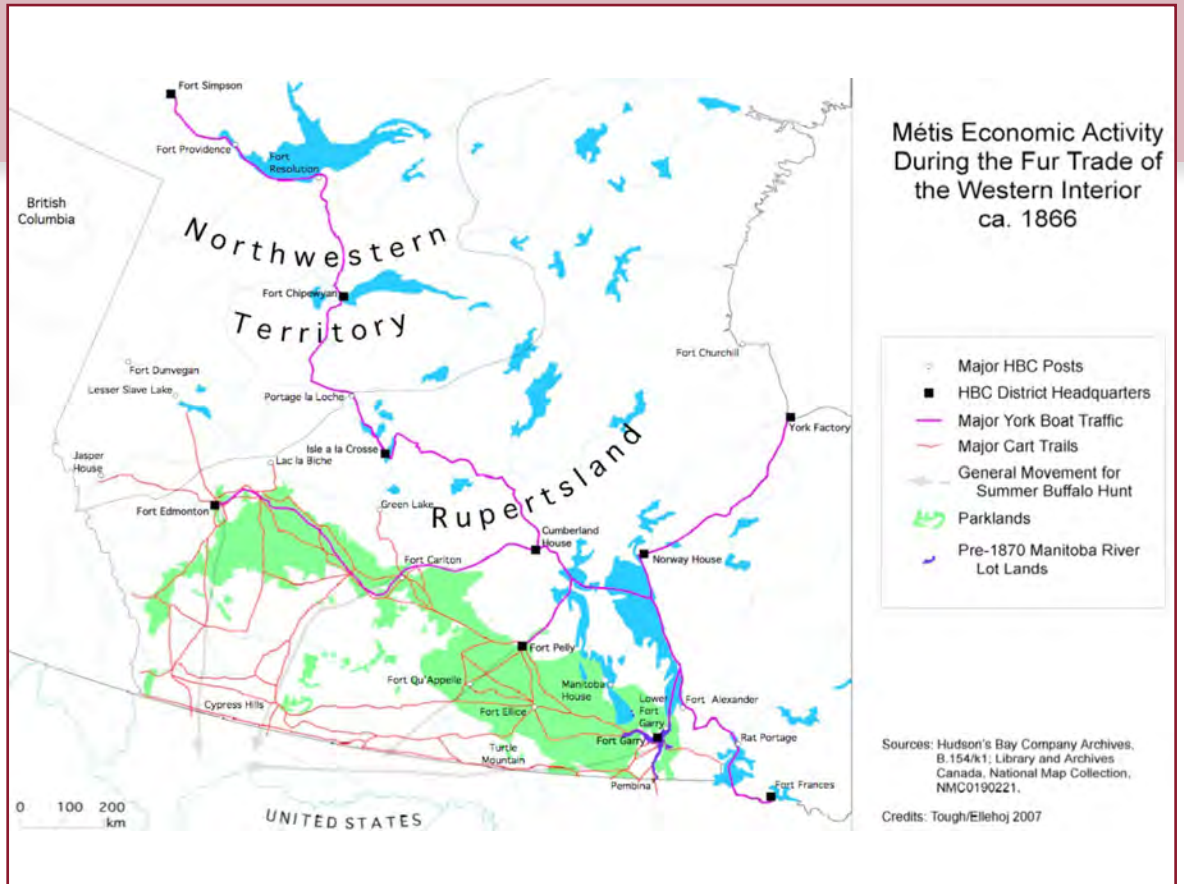 Fort Simpson
Fort Providence
Fort
Resolution
British
Columbia
Northwestern
Territory
Fort Chipewyan
Fort Dunvegan
Lesser Slave Lake
Portage la Loche
Fort Churchill
York Factory
Isle a la Crosse
Jasper
House
Lac la Biche
Fort Edmonton
Green Lake
Rupertsland
Cumberland
House
Norway House
Fort Carlton
Fort Pelly
Fort Qu'Appelle
Manitoba
House
Lower
Fort
Garry
Fort Alexander
Cypress Hills
Fort Ellice
Fort Garry
Rat Portage
Turtle
Mountain
Pembina
Fort Frances
0 100 200
km
UNITED STATES
Métis Economic Activity
During the Fur Trade of
the Western Interior
ca. 1866
Major HBC Posts
HBC District Headquarters
Major York Boat Traffic
Major Cart Trails
General Movement for
Summer Buffalo Hunt
Parklands
Pre-1870 Manitoba River
Lot Lands
Sources: Hudson's Bay Company Archives,
B.154/k1; Library and Archives
Canada, National Map Collection,
NMC0190221.
Credits: Tough/Ellehoj 2007